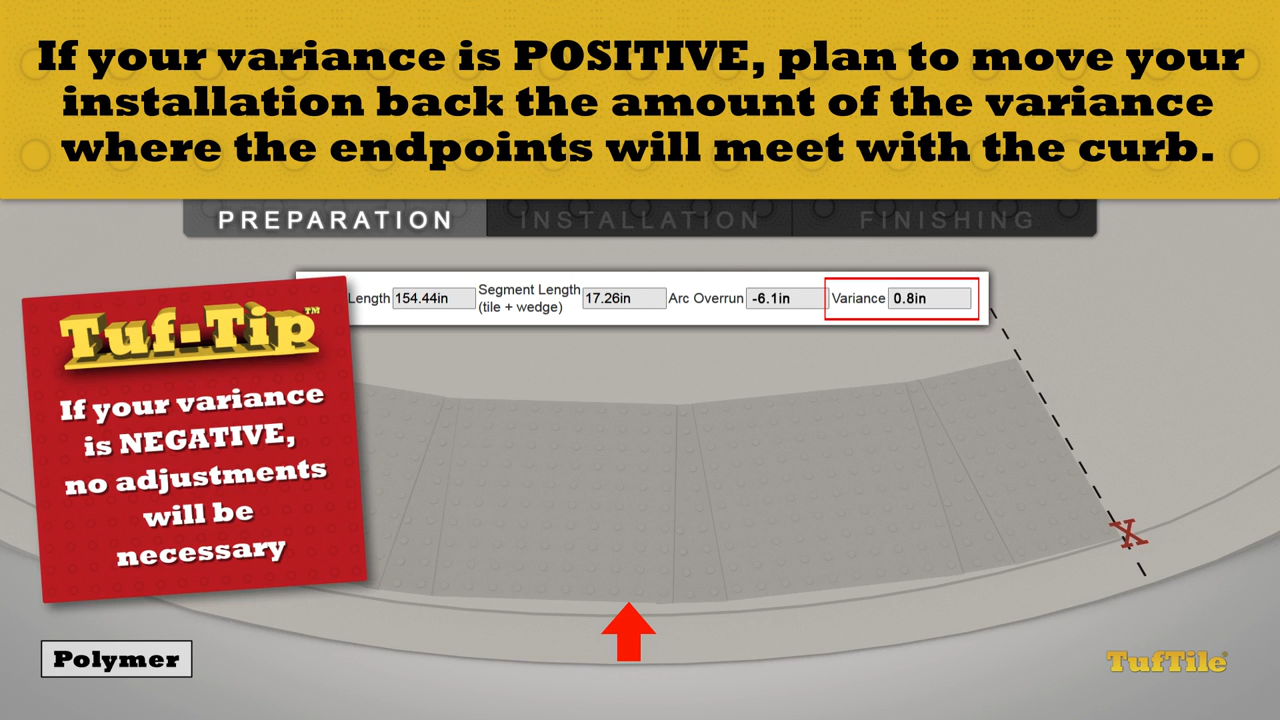 If your variance is POSITIVE, plan to move your
installation back the amount of the variance
where the endpoints will meet with the curb.
PREPARATION INSTALLATION FINISHING
Length 154.44in Segment Length (tile + wedge) 17.26in Arc Overrun -6.1in Variance 0.8in
Tuf-Tip™
If your variance
is NEGATIVE,
no adjustments
will be
necessary
X
Polymer
TufTile®